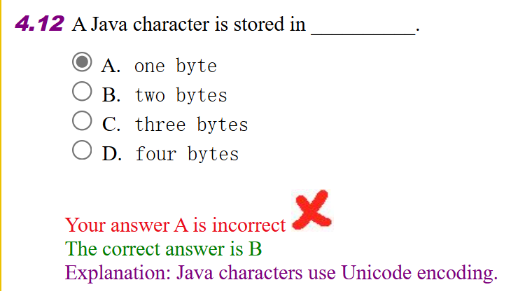 4.12 A Java character is stored in __________.
A. one byte
B. two bytes
C. three bytes
D. four bytes
Your answer A is incorrect
The correct answer is B
Explanation: Java characters use Unicode encoding.